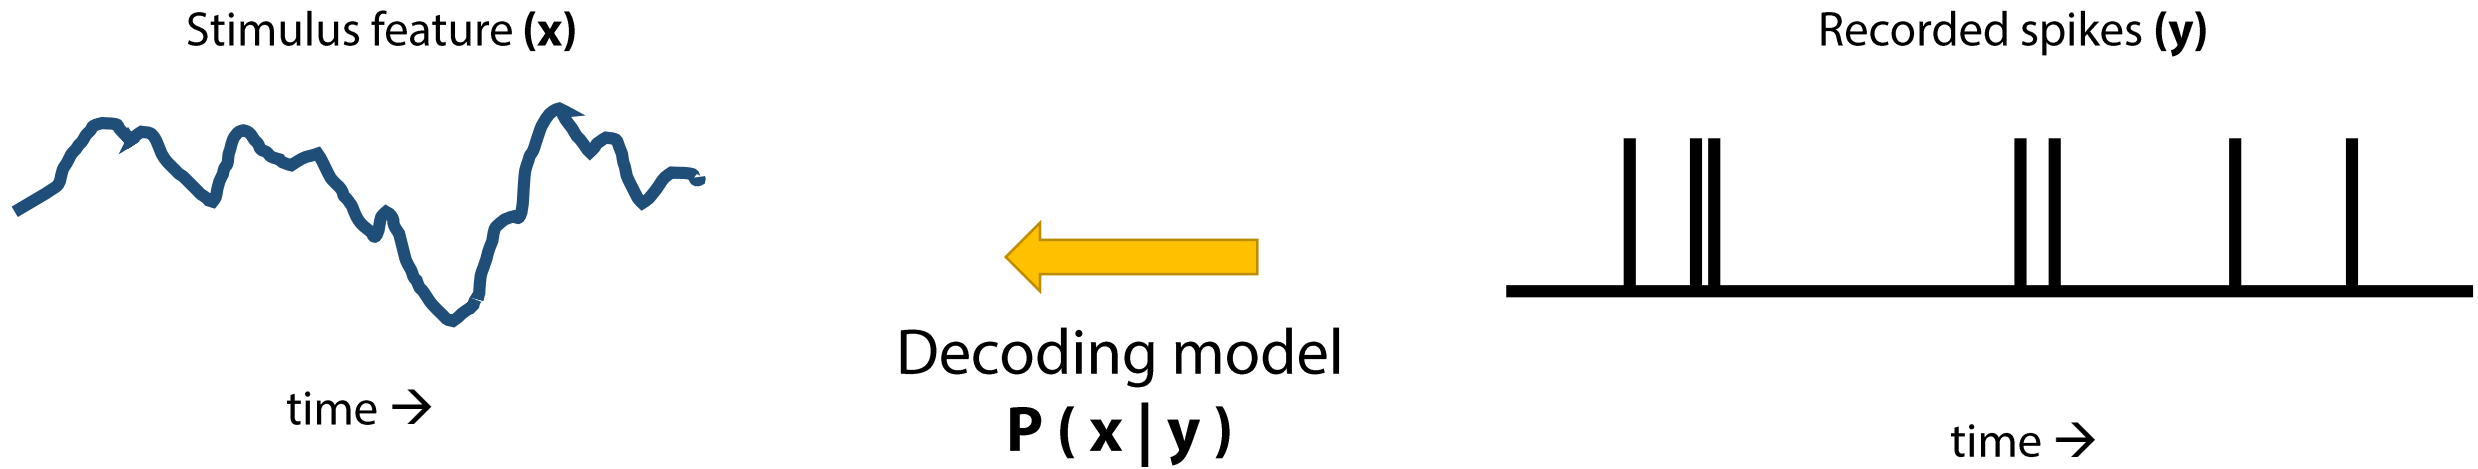 Stimulus feature (x)
Recorded spikes (y)
Decoding model
P ( x | y )
time →
time →